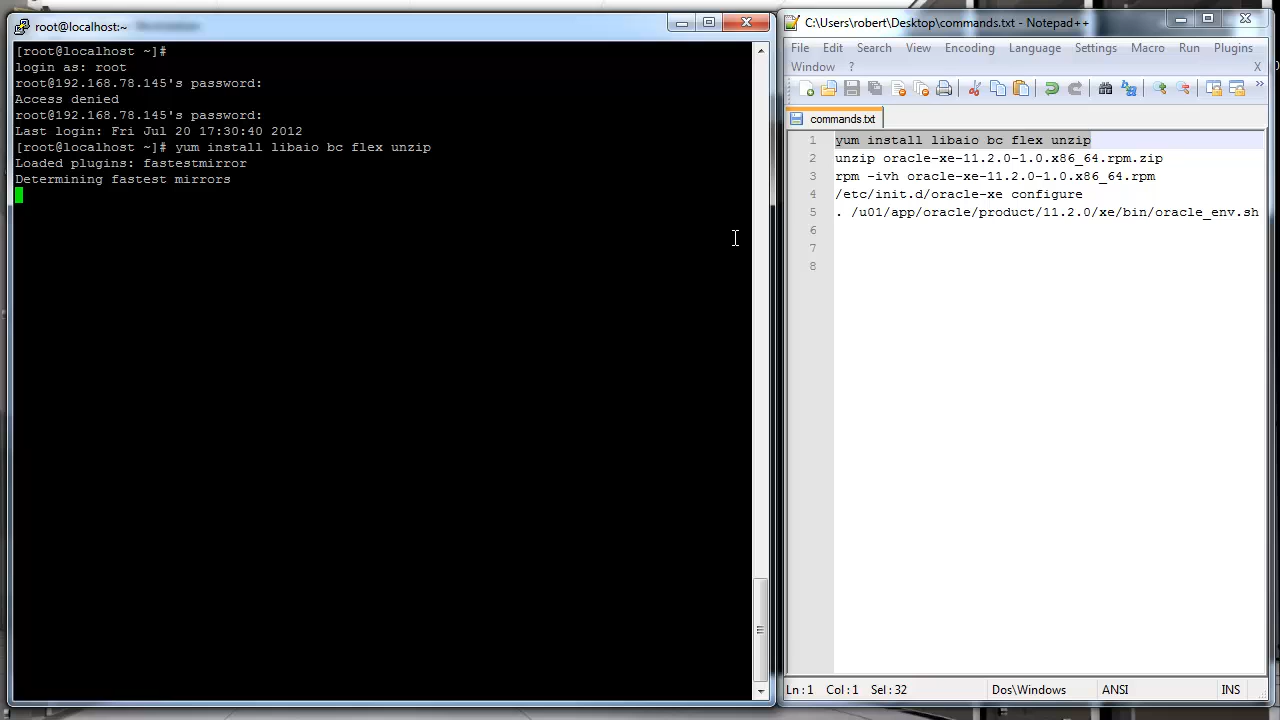 root@localhost:~
[root@localhost ~]#
login as: root
root@192.168.78.145's password:
Access denied
root@192.168.78.145's password:
Last login: Fri Jul 20 17:30:40 2012
[root@localhost ~]# yum install libaio bc flex unzip
Loaded plugins: fastestmirror
Determining fastest mirrors
C:\Users\robert\Desktop\commands.txt - Notepad++
File Edit Search View Encoding Language Settings Macro Run Plugins
Window ? X
commands.txt
1 yum install libaio bc flex unzip
2 unzip oracle-xe-11.2.0-1.0.x86_64.rpm.zip
3 rpm -ivh oracle-xe-11.2.0-1.0.x86_64.rpm
4 /etc/init.d/oracle-xe configure
5 . /u01/app/oracle/product/11.2.0/xe/bin/oracle_env.sh
6
7
8
Ln:1 Col:1 Sel:32 Dos\Windows ANSI INS